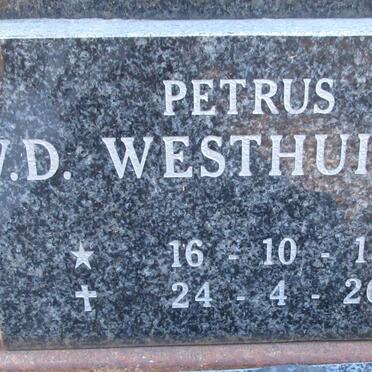 PETRUS
V.D. WESTHUI
★ 16 - 10 - 1
✝ 24 - 4 - 20